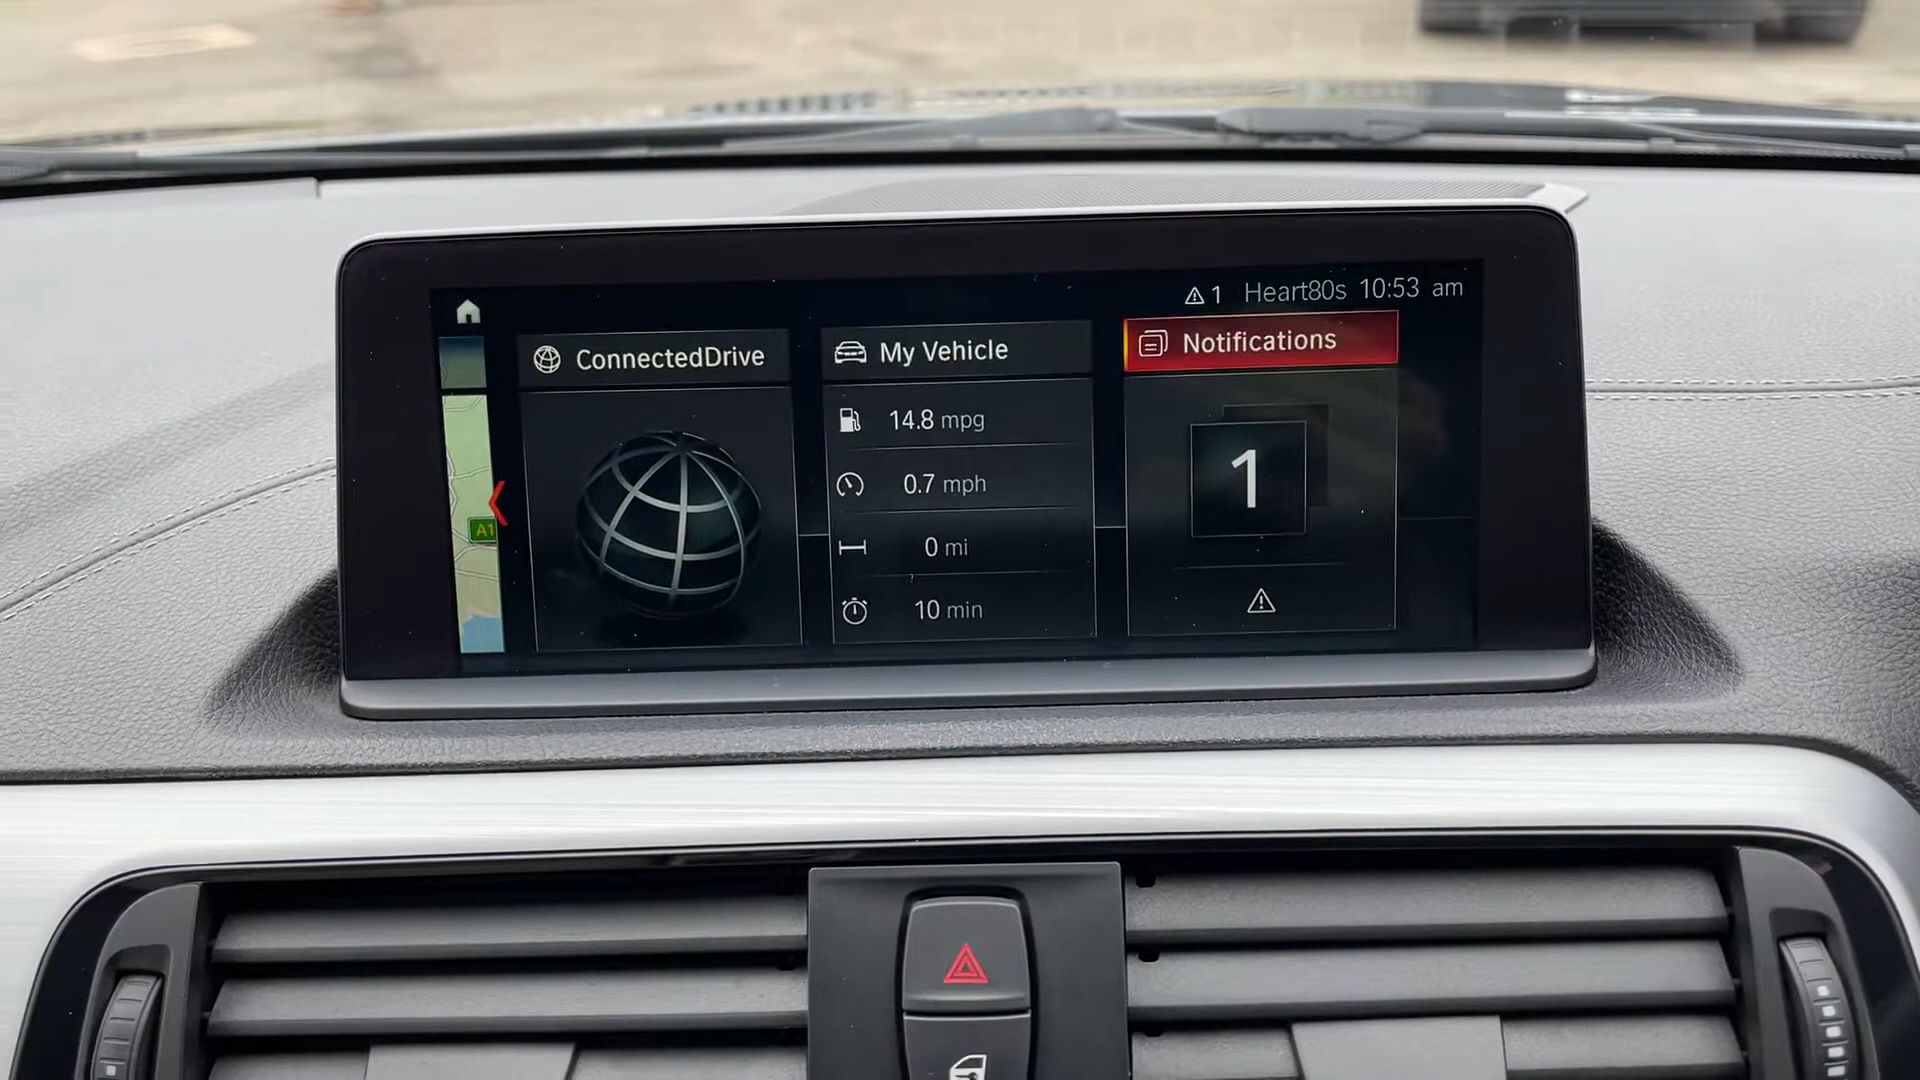 1 Heart80s 10:53 am
ConnectedDrive
My Vehicle
Notifications
14.8 mpg
0.7 mph
0 mi
10 min
1
A1